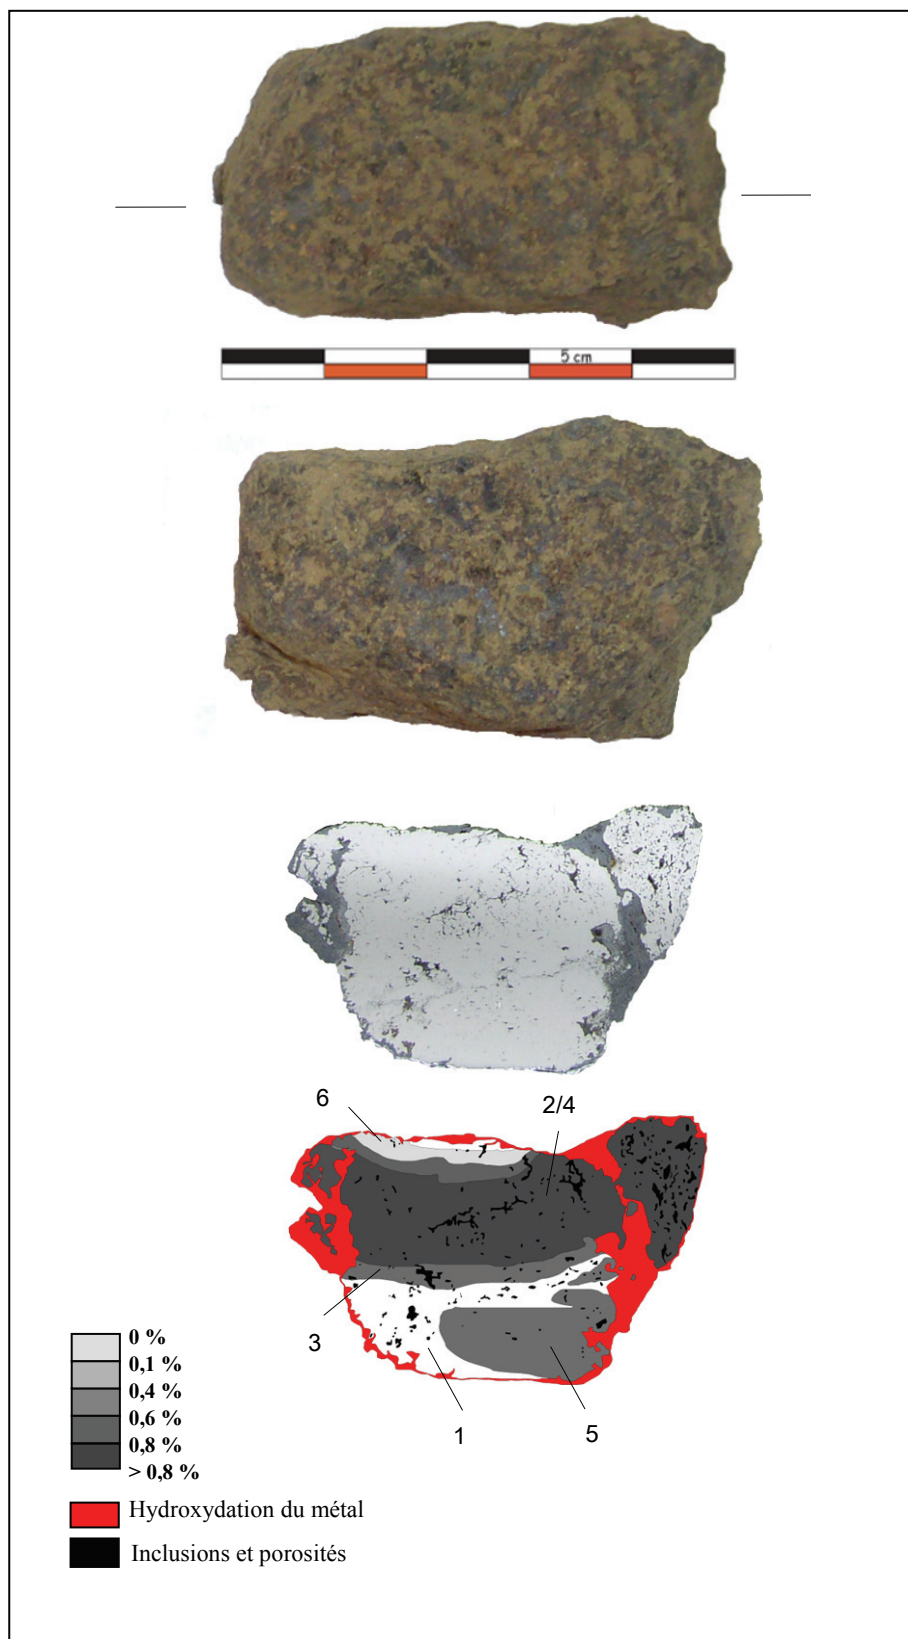 5 cm
6
2/4
3
1
5
0 %
0,1 %
0,4 %
0,6 %
0,8 %
> 0,8 %
Hydroxydation du métal
Inclusions et porosités